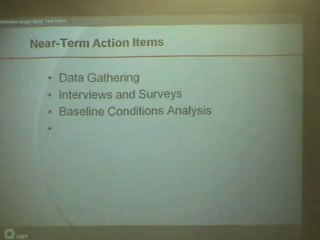 Near-Term Action Items
• Data Gathering
• Interviews and Surveys
• Baseline Conditions Analysis
•